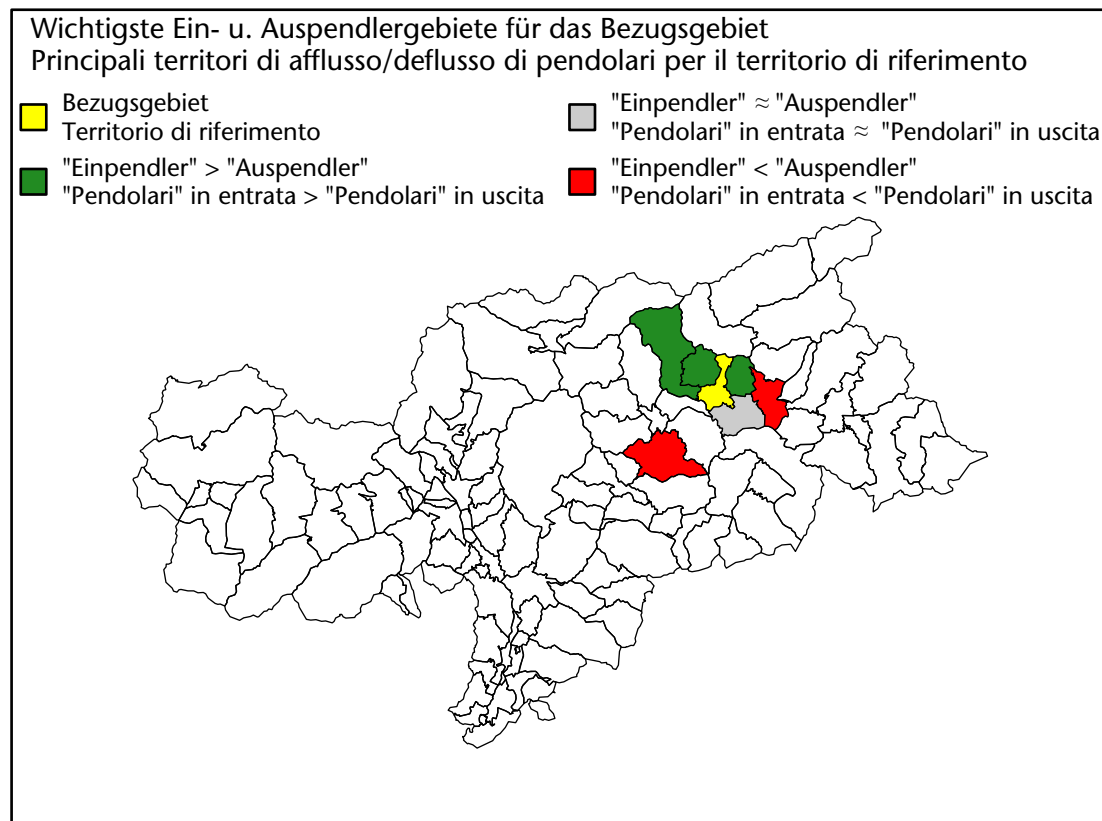 Wichtigste Ein- u. Auspendlergebiete für das Bezugsgebiet
Principali territori di afflusso/deflusso di pendolari per il territorio di riferimento
Bezugsgebiet
Territorio di riferimento
"Einpendler" > "Auspendler"
"Pendolari" in entrata > "Pendolari" in uscita
"Einpendler" ≈ "Auspendler"
"Pendolari" in entrata ≈ "Pendolari" in uscita
"Einpendler" < "Auspendler"
"Pendolari" in entrata < "Pendolari" in uscita